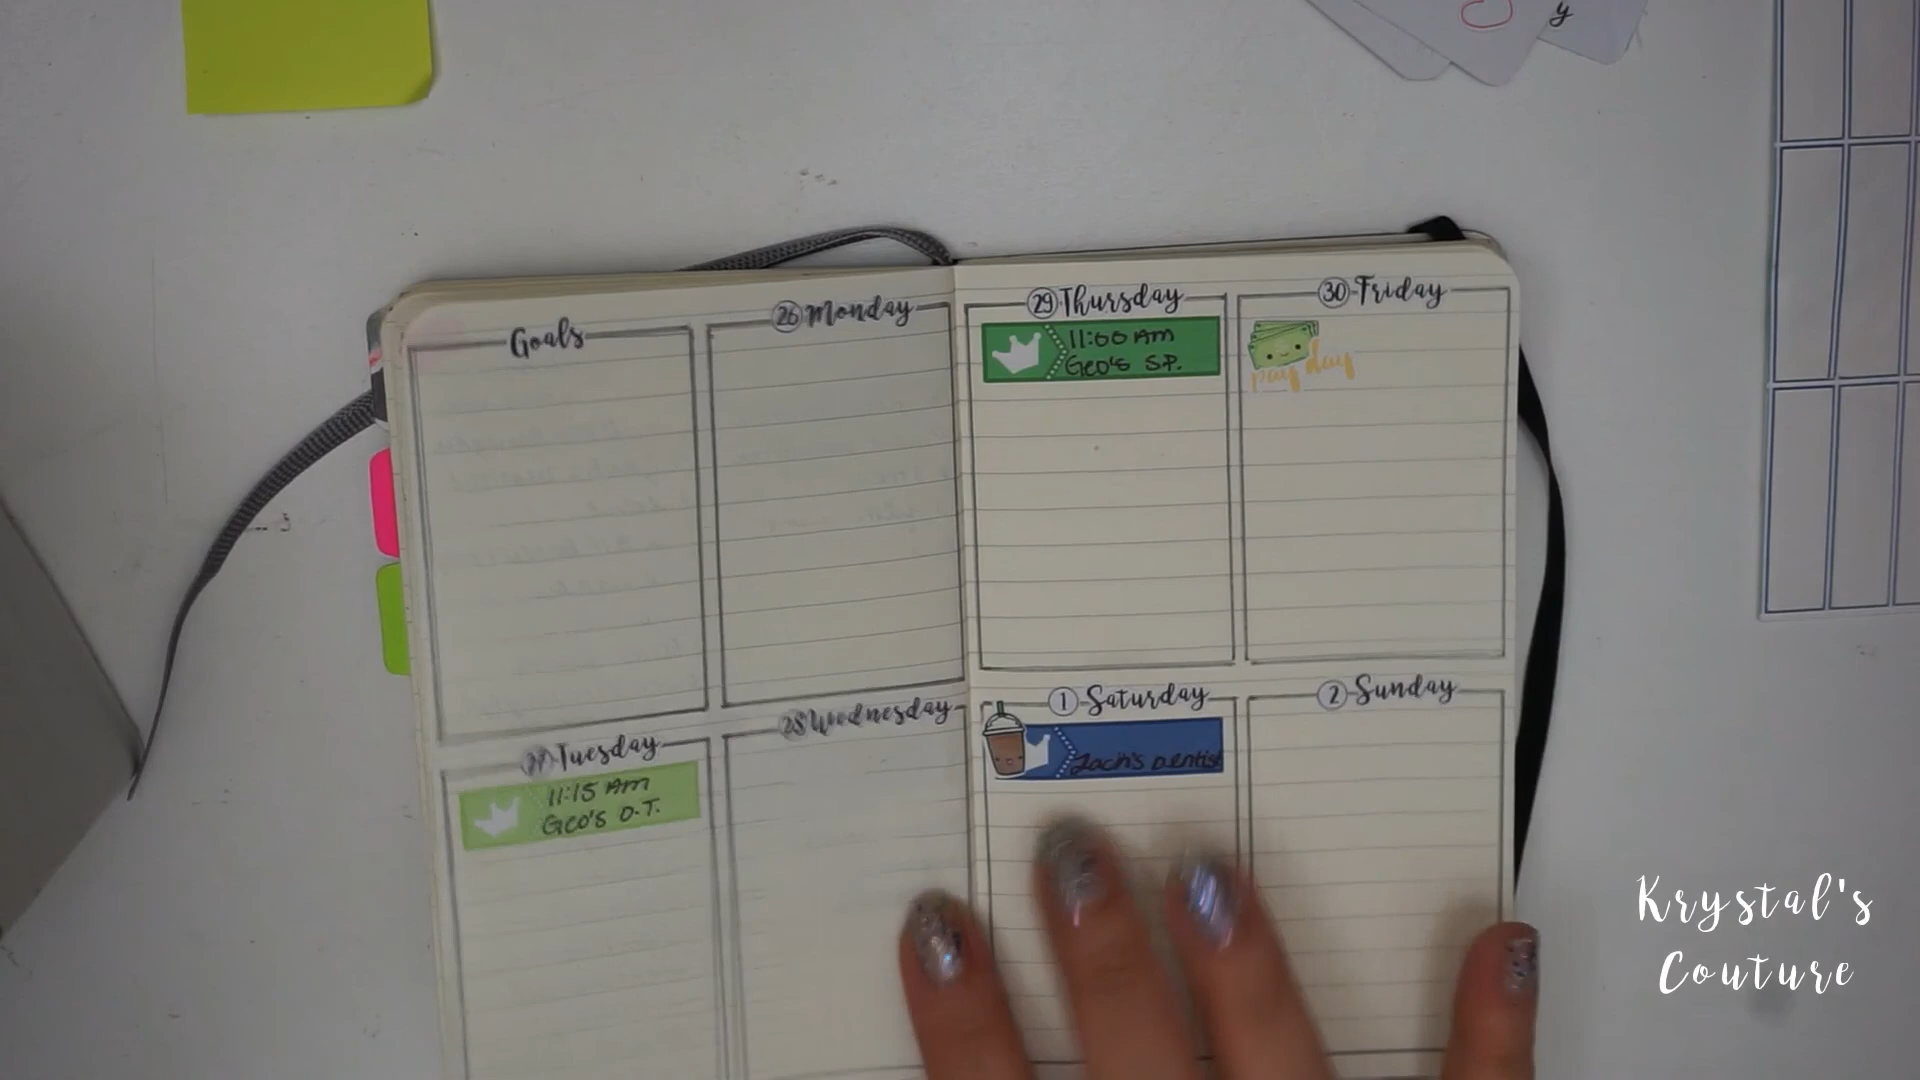 y
Goals
26 Monday
27 Tuesday
11:15 AM
Geo's O.T.
28 Wednesday
29 Thursday
11:00 AM
Geo's S.P.
30 Friday
pay day
1 Saturday
Zach's Dentist
2 Sunday
Krystal's
Couture